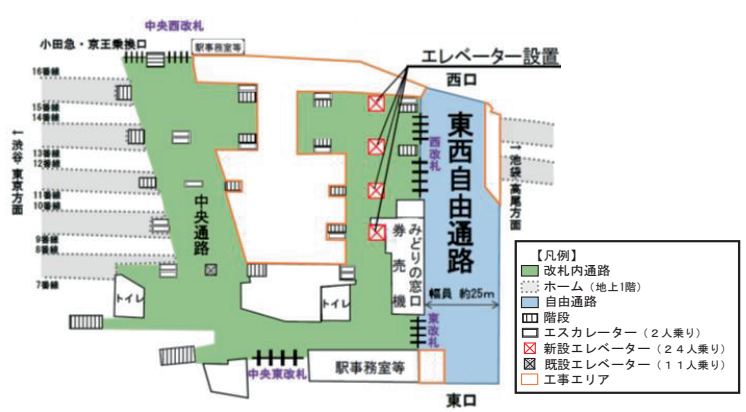 中央西改札
小田急・京王乗換口
駅事務室等
エレベーター設置
西口
16番線
15番線
14番線
13番線
12番線
11番線
10番線
9番線
8番線
7番線
←渋谷・東京方面
中央通路
西改札
東西自由通路
→池袋・高尾方面
みどりの窓口
券売機
幅員 約25m
トイレ
トイレ
東改札
中央東改札
駅事務室等
東口
【凡例】
改札内通路
ホーム（地上1階）
自由通路
階段
エスカレーター（２人乗り）
新設エレベーター（２４人乗り）
既設エレベーター（１１人乗り）
工事エリア